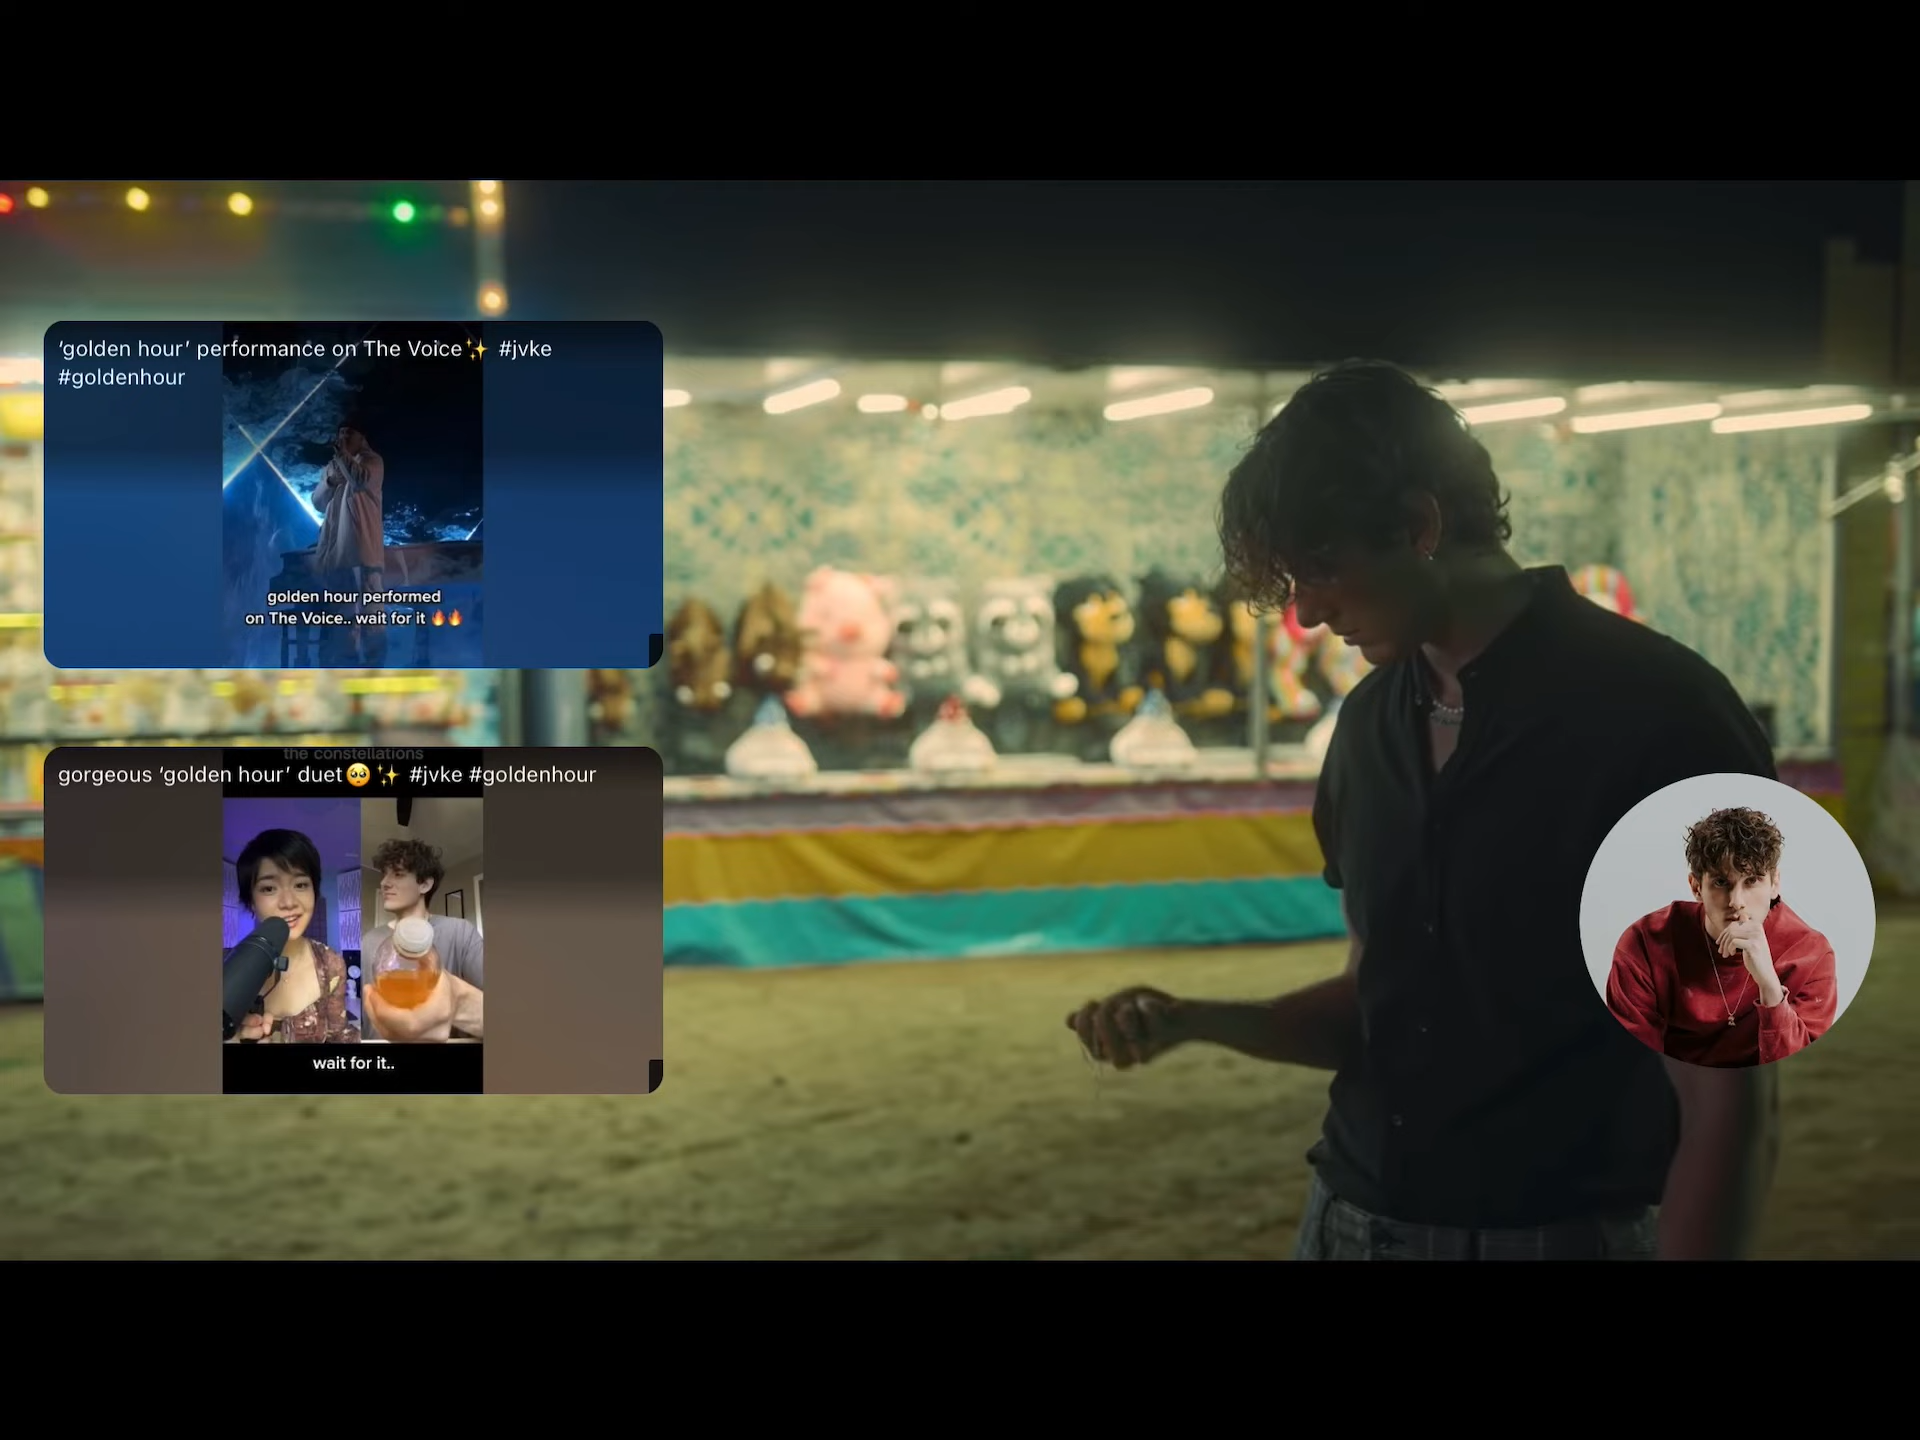 ‘golden hour’ performance on The Voice✨ #jvke
#goldenhour
golden hour performed
on The Voice.. wait for it 🔥🔥
the constellations
gorgeous ‘golden hour’ duet🥺✨ #jvke #goldenhour
wait for it..